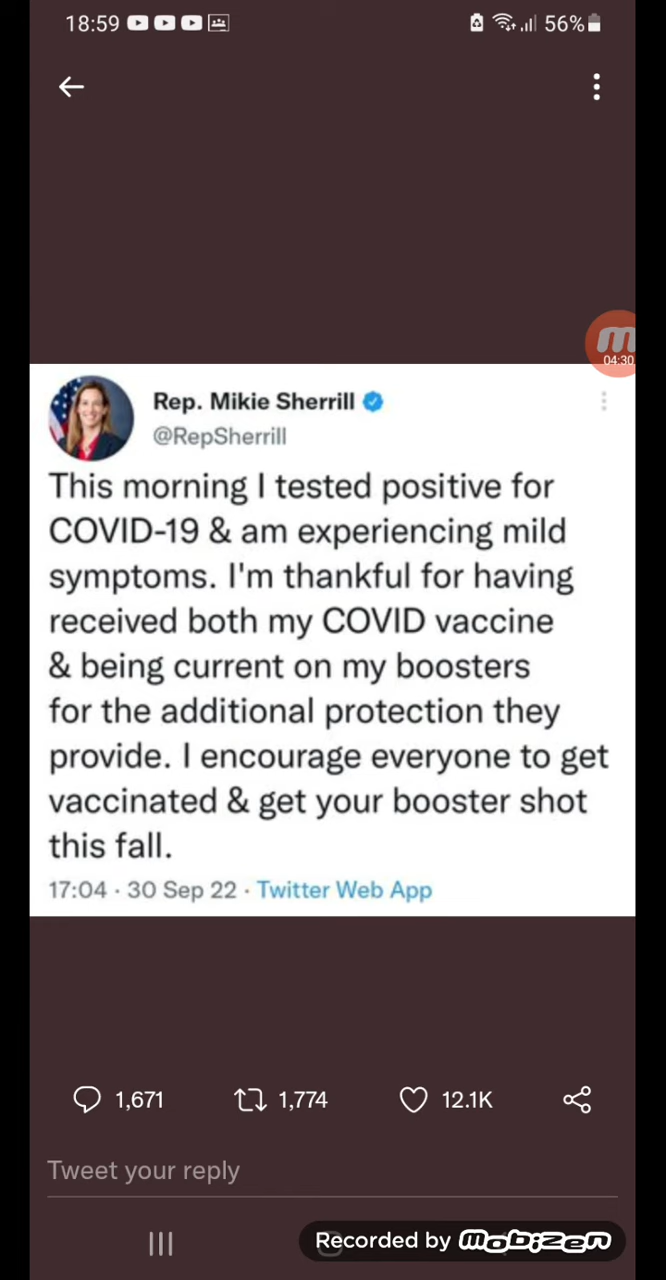 18:59 56%
m
04:30
Rep. Mikie Sherrill
@RepSherrill
This morning I tested positive for
COVID-19 & am experiencing mild
symptoms. I'm thankful for having
received both my COVID vaccine
& being current on my boosters
for the additional protection they
provide. I encourage everyone to get
vaccinated & get your booster shot
this fall.
17:04 · 30 Sep 22 · Twitter Web App
1,671 1,774 12.1K
Tweet your reply
Recorded by mobizen